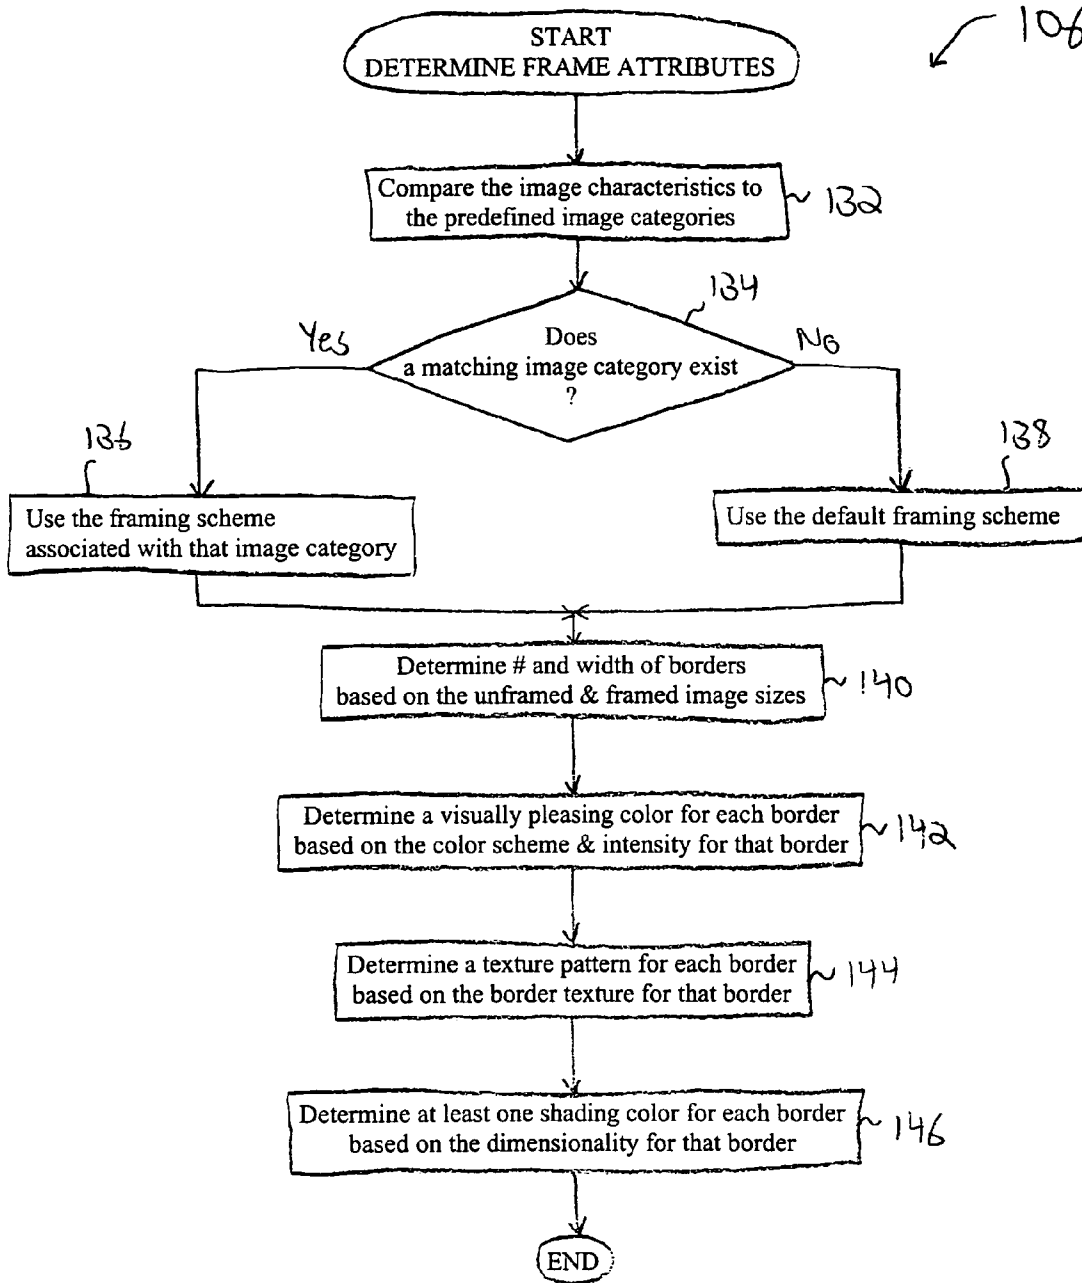 106
START
DETERMINE FRAME ATTRIBUTES
Compare the image characteristics to
the predefined image categories
132
134
Yes
Does
a matching image category exist
?
No
136
138
Use the framing scheme
associated with that image category
Use the default framing scheme
Determine # and width of borders
based on the unframed & framed image sizes
140
Determine a visually pleasing color for each border
based on the color scheme & intensity for that border
142
Determine a texture pattern for each border
based on the border texture for that border
144
Determine at least one shading color for each border
based on the dimensionality for that border
146
END